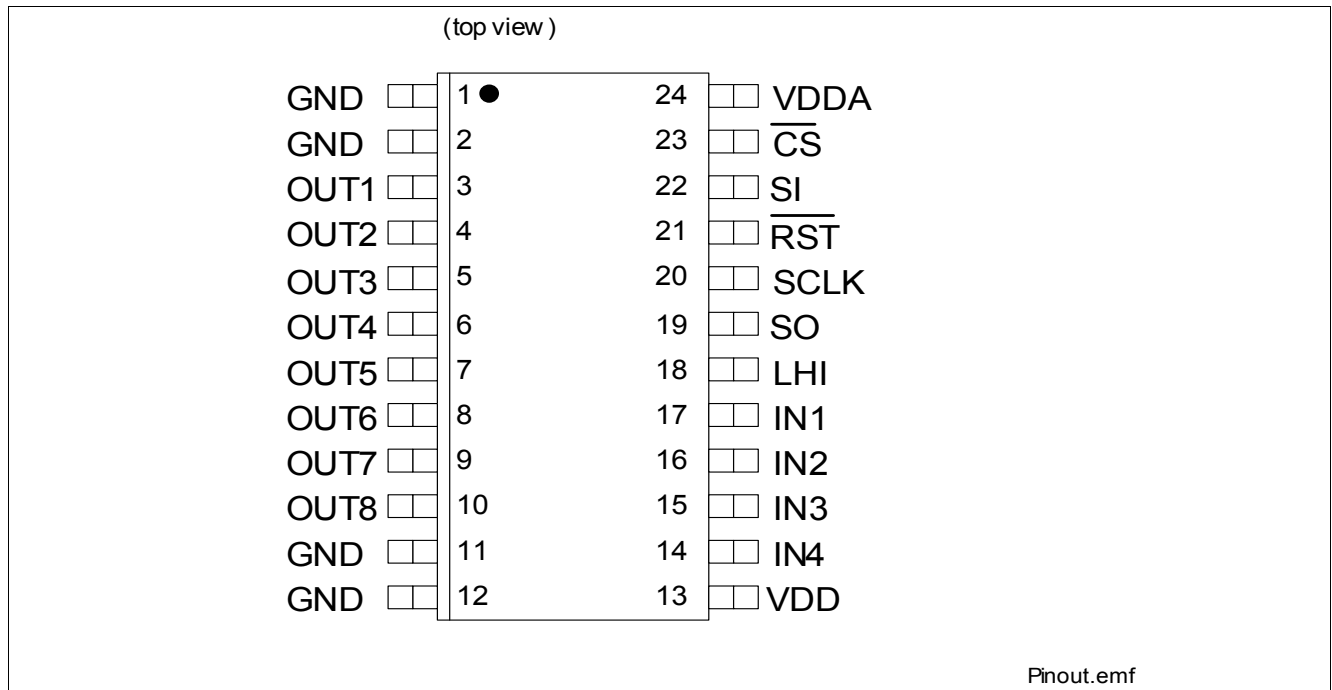 (top view)
GND 1 24 VDDA
GND 2 23 C̅S̅
OUT1 3 22 SI
OUT2 4 21 R̅S̅T̅
OUT3 5 20 SCLK
OUT4 6 19 SO
OUT5 7 18 LHI
OUT6 8 17 IN1
OUT7 9 16 IN2
OUT8 10 15 IN3
GND 11 14 IN4
GND 12 13 VDD
Pinout.emf